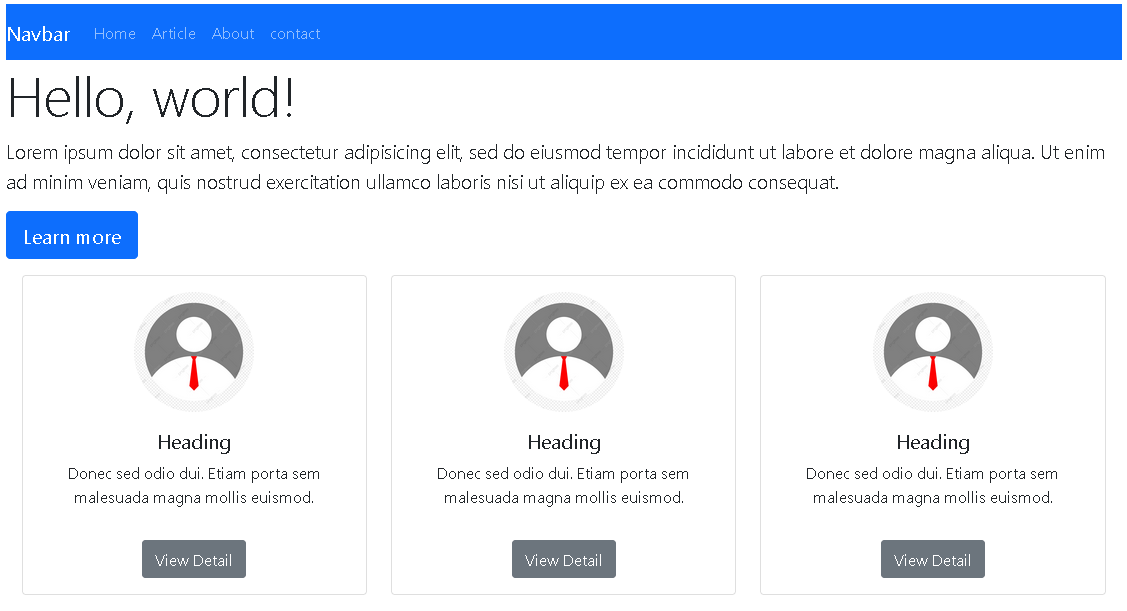 Navbar Home Article About contact
Hello, world!
Lorem ipsum dolor sit amet, consectetur adipisicing elit, sed do eiusmod tempor incididunt ut labore et dolore magna aliqua. Ut enim
ad minim veniam, quis nostrud exercitation ullamco laboris nisi ut aliquip ex ea commodo consequat.
Learn more
Heading
Donec sed odio dui. Etiam porta sem
malesuada magna mollis euismod.
View Detail
Heading
Donec sed odio dui. Etiam porta sem
malesuada magna mollis euismod.
View Detail
Heading
Donec sed odio dui. Etiam porta sem
malesuada magna mollis euismod.
View Detail